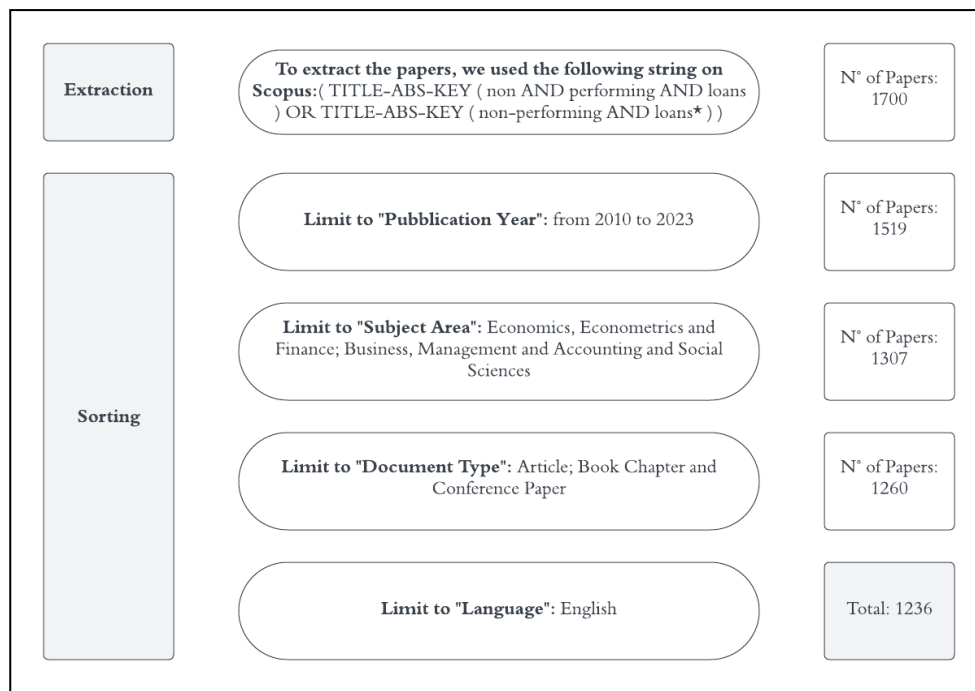 Extraction
To extract the papers, we used the following string on
Scopus:( TITLE-ABS-KEY ( non AND performing AND loans
) OR TITLE-ABS-KEY ( non-performing AND loans★ ) )
N° of Papers:
1700
Sorting
Limit to "Pubblication Year": from 2010 to 2023
N° of Papers:
1519
Limit to "Subject Area": Economics, Econometrics and
Finance; Business, Management and Accounting and Social
Sciences
N° of Papers:
1307
Limit to "Document Type": Article; Book Chapter and
Conference Paper
N° of Papers:
1260
Limit to "Language": English
Total: 1236